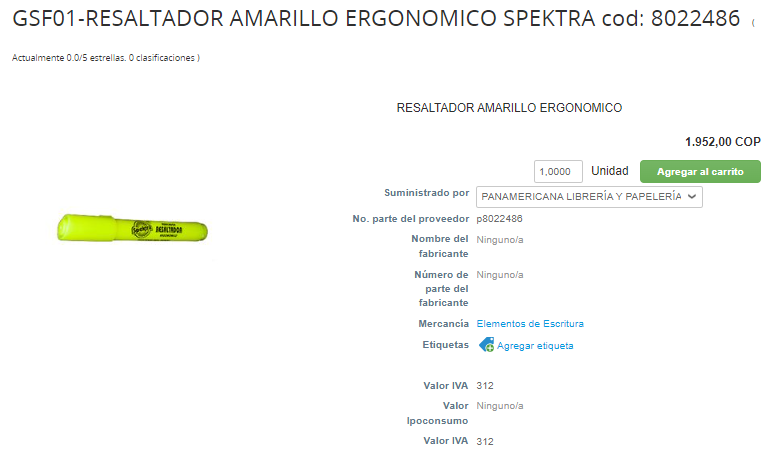 GSF01-RESALTADOR AMARILLO ERGONOMICO SPEKTRA cod: 8022486 (
Actualmente 0.0/5 estrellas. 0 clasificaciones )
RESALTADOR AMARILLO ERGONOMICO
1.952,00 COP
1,0000 Unidad Agregar al carrito
Suministrado por PANAMERICANA LIBRERÍA Y PAPELERÍA
RESALTADOR
No. parte del proveedor p8022486
Nombre del Ninguno/a
fabricante
Número de Ninguno/a
parte del
fabricante
Mercancía Elementos de Escritura
Etiquetas Agregar etiqueta
Valor IVA 312
Valor Ninguno/a
Ipoconsumo
Valor IVA 312